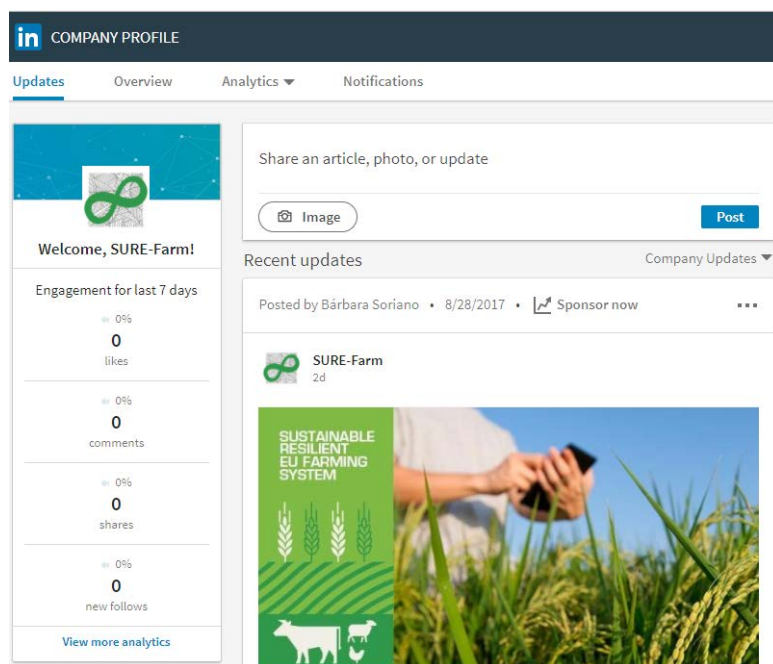 in COMPANY PROFILE
Updates Overview Analytics Notifications
Welcome, SURE-Farm!
Engagement for last 7 days
0%
0
likes
0%
0
comments
0%
0
shares
0%
0
new follows
View more analytics
Share an article, photo, or update
Image Post
Recent updates Company Updates
Posted by Bárbara Soriano • 8/28/2017 • Sponsor now
SURE-Farm
2d
SUSTAINABLE
RESILIENT
EU FARMING
SYSTEM